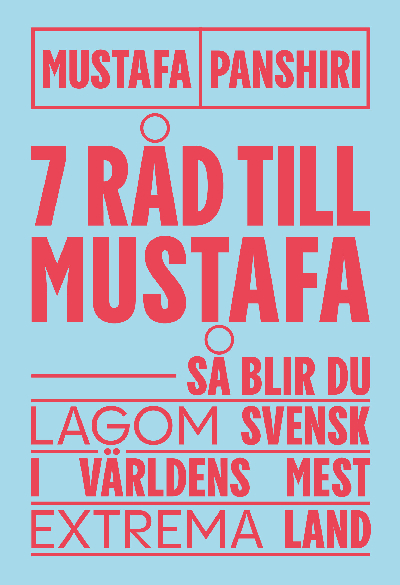 MUSTAFA PANSHIRI
7 RÅD TILL
MUSTAFA
SÅ BLIR DU
LAGOM SVENSK
I VÄRLDENS MEST
EXTREMA LAND